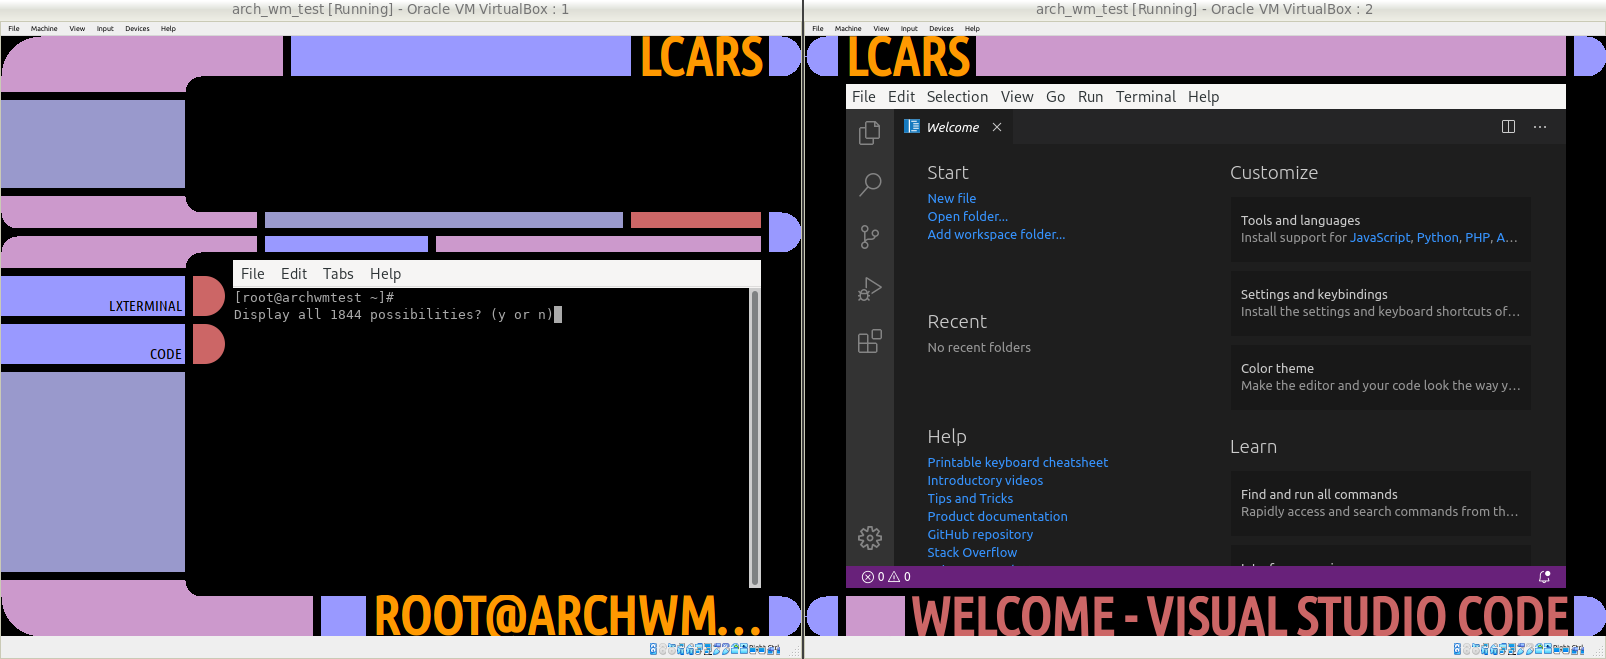 arch_wm_test [Running] - Oracle VM VirtualBox : 1
File Machine View Input Devices Help
LCARS
LXTERMINAL
CODE
File Edit Tabs Help
[root@archwmtest ~]#
Display all 1844 possibilities? (y or n)
ROOT@ARCHWM...
arch_wm_test [Running] - Oracle VM VirtualBox : 2
File Machine View Input Devices Help
LCARS
File Edit Selection View Go Run Terminal Help
Welcome
Start
New file
Open folder...
Add workspace folder...
Recent
No recent folders
Help
Printable keyboard cheatsheet
Introductory videos
Tips and Tricks
Product documentation
GitHub repository
Stack Overflow
Customize
Tools and languages
Install support for JavaScript, Python, PHP, A...
Settings and keybindings
Install the settings and keyboard shortcuts of...
Color theme
Make the editor and your code look the way y...
Learn
Find and run all commands
Rapidly access and search commands from th...
0 0
WELCOME - VISUAL STUDIO CODE